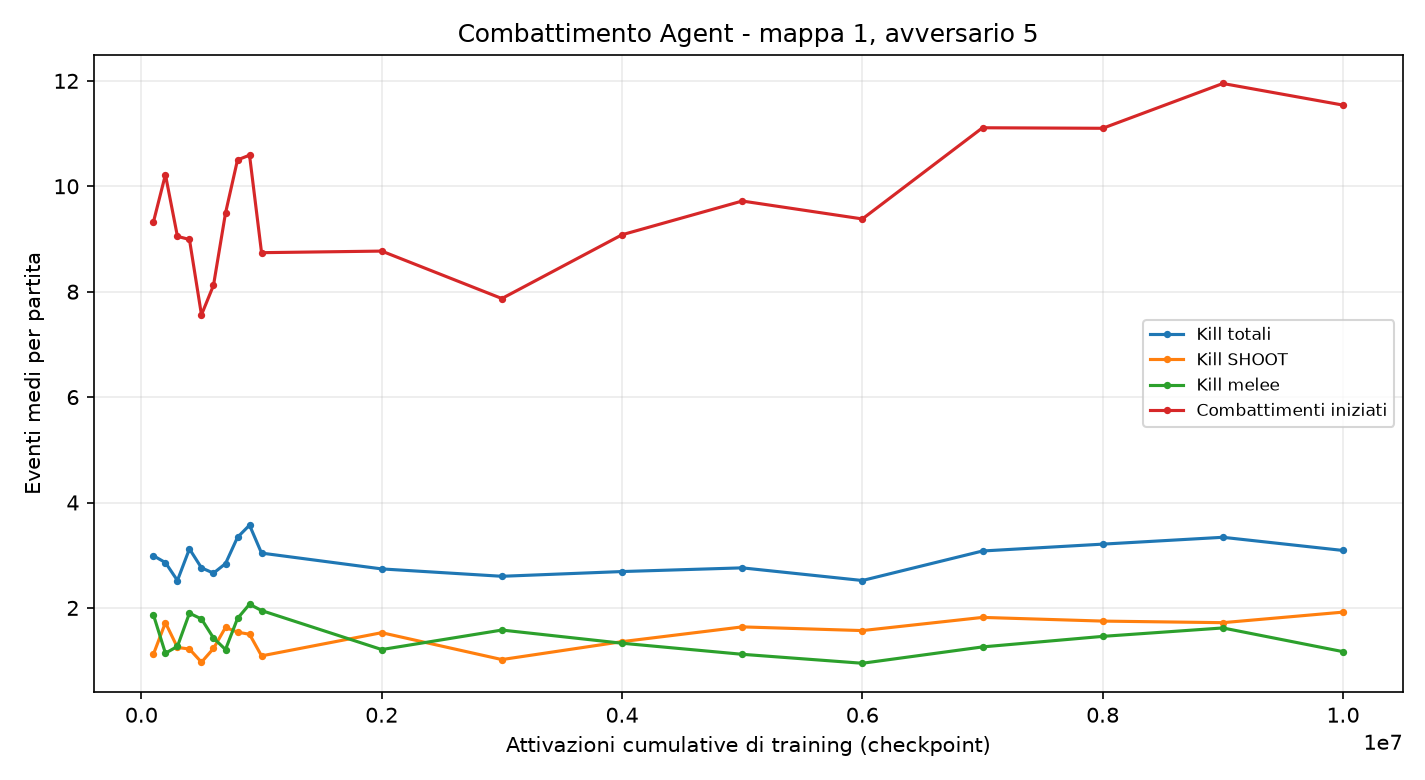 Combattimento Agent - mappa 1, avversario 5
Eventi medi per partita
12
10
8
6
4
2
Kill totali
Kill SHOOT
Kill melee
Combattimenti iniziati
0.0 0.2 0.4 0.6 0.8 1.0
1e7
Attivazioni cumulative di training (checkpoint)